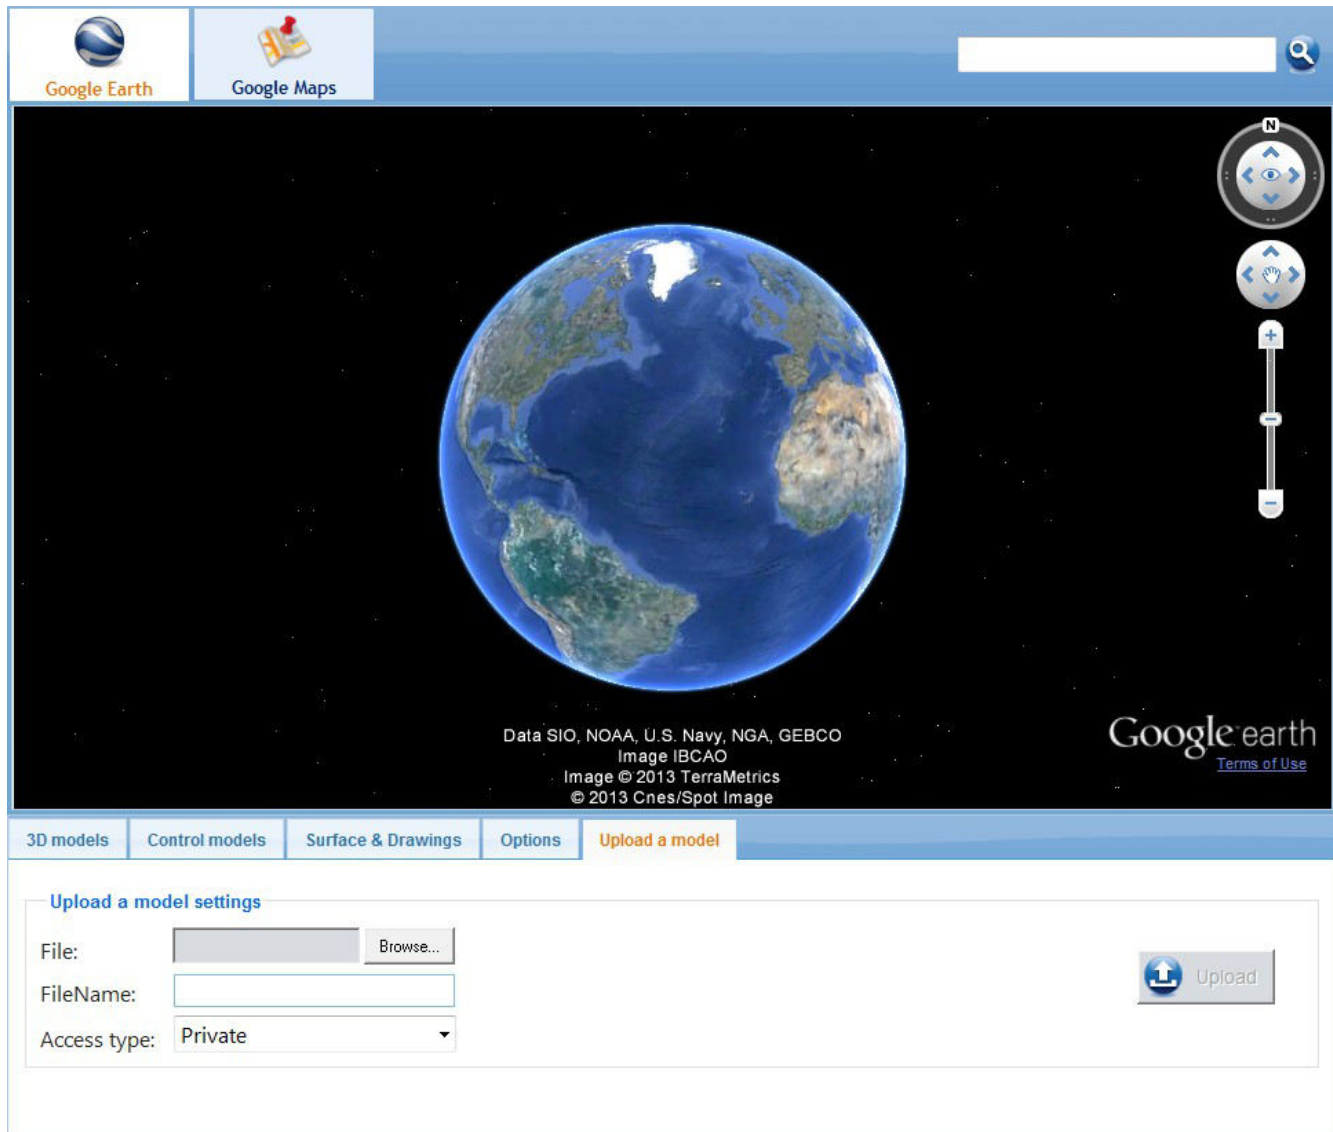 Google Earth
Google Maps
N
Data SIO, NOAA, U.S. Navy, NGA, GEBCO
Image IBCAO
Image © 2013 TerraMetrics
© 2013 Cnes/Spot Image
Google earth
Terms of Use
3D models
Control models
Surface & Drawings
Options
Upload a model
Upload a model settings
File:
Browse...
FileName:
Upload
Access type:
Private